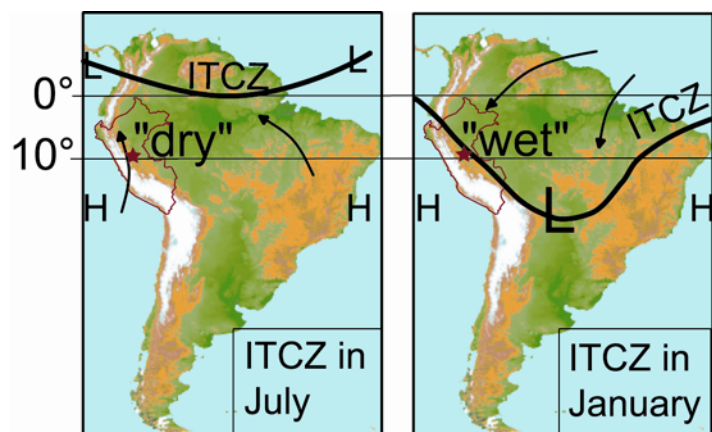 L
ITCZ
L
0°
"dry"
10°
H
H
ITCZ in
July
ITCZ
"wet"
H
L
H
ITCZ in
January